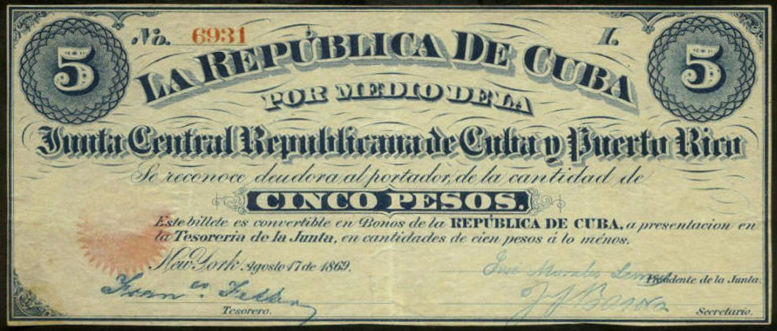 5 No. 6931 I. 5
LA REPÚBLICA DE CUBA
POR MEDIO DE LA
Junta Central Republicana de Cuba y Puerto Rico
Se reconoce deudora al portador, de la cantidad de
CINCO PESOS.
Este billete es convertible en Bonos de la REPÚBLICA DE CUBA, a presentacion en
la Tesoreria de la Junta, en cantidades de cien pesos á lo ménos.
New York, Agosto 17 de 1869.
José Morales Presidente de la Junta.
Tesorero. Secretario.